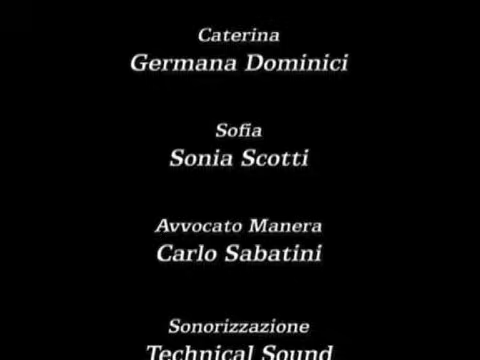 Caterina
Germana Dominici
Sofia
Sonia Scotti
Avvocato Manera
Carlo Sabatini
Sonorizzazione
Technical Sound